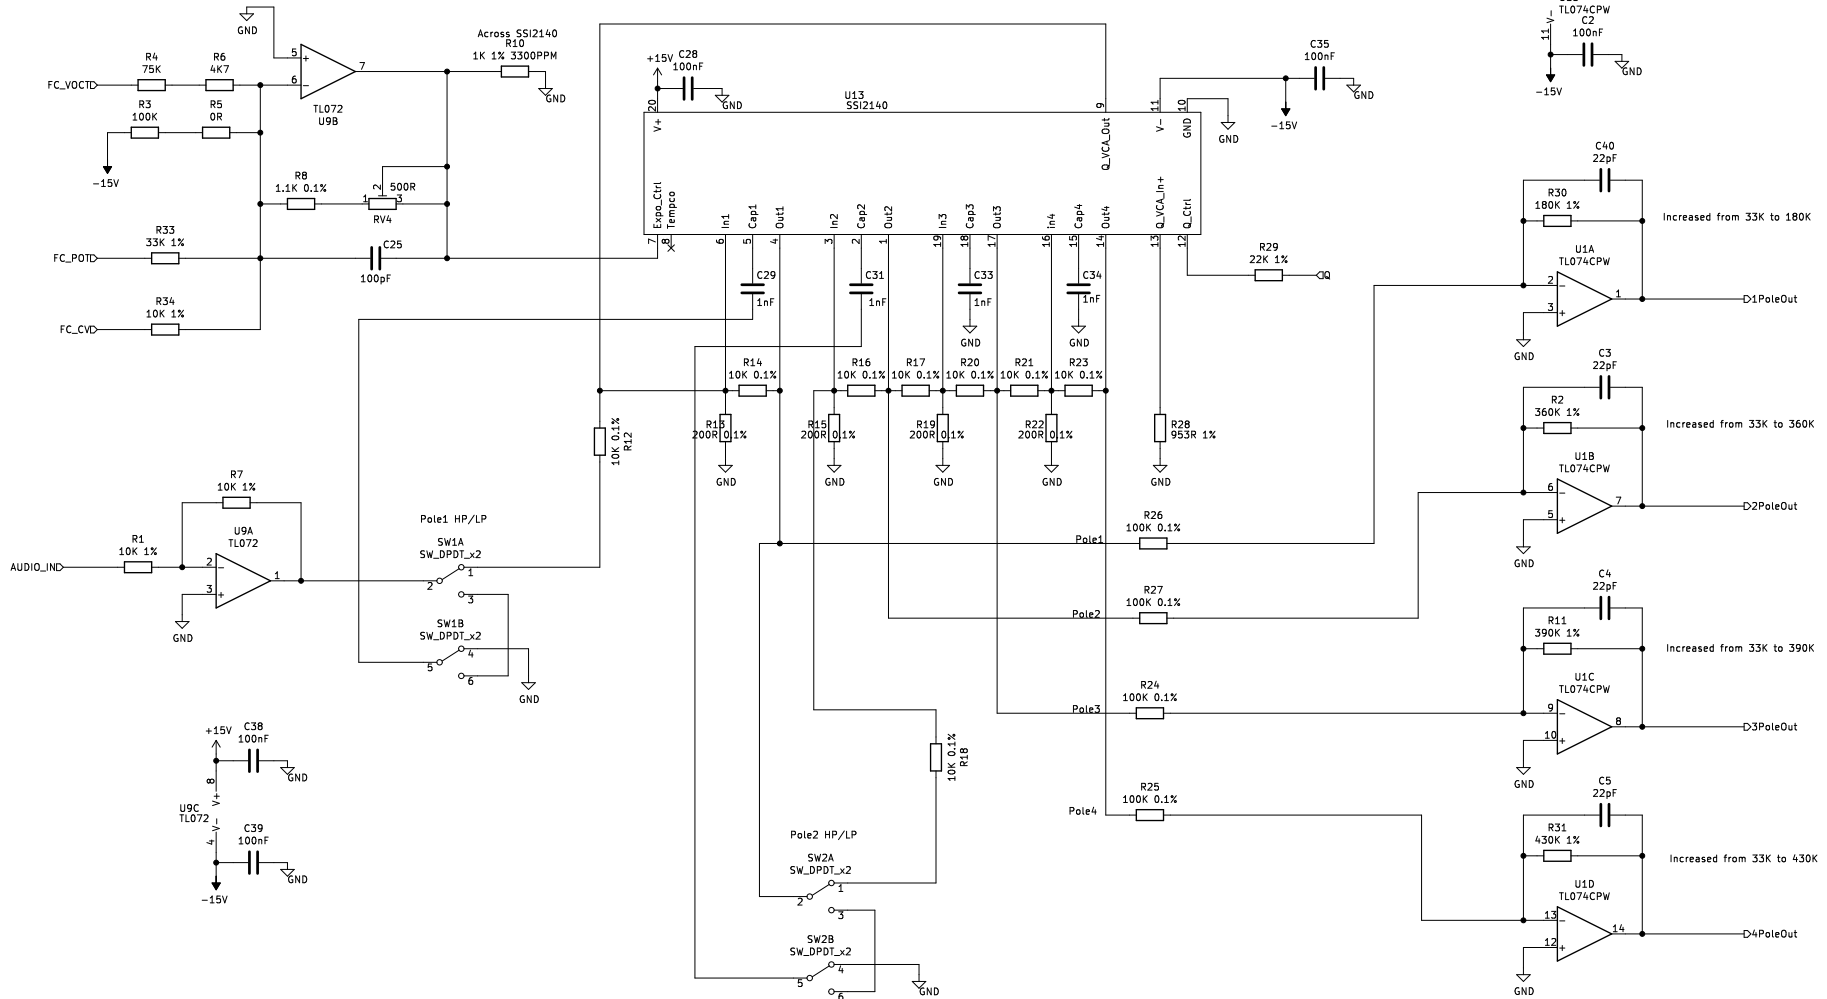 GND
5
+
7
6
−
TL072
U9B
R4
75K
R6
4K7
FC_VOCT
R3
100K
R5
0R
-15V
Across SSI2140
R10
1K 1% 3300PPM
GND
R8
1.1K 0.1%
1
2
3
500R
RV4
R33
33K 1%
FC_POT
C25
100pF
R34
10K 1%
FC_CV
+15V
C28
100nF
GND
U13
SSI2140
20
V+
9
Q_VCA_Out
11
V-
10
GND
GND
C35
100nF
GND
-15V
7
Expo_Ctrl
8
Tempco
6
In1
5
Cap1
4
Out1
3
In2
2
Cap2
1
Out2
19
In3
18
Cap3
17
Out3
16
In4
15
Cap4
14
Out4
13
Q_VCA_In+
12
Q_Ctrl
R29
22K 1%
Q
C29
1nF
C31
1nF
C33
1nF
GND
C34
1nF
GND
R14
10K 0.1%
R16
10K 0.1%
R17
10K 0.1%
R20
10K 0.1%
R21
10K 0.1%
R23
10K 0.1%
10K 0.1%
R12
R13
200R 0.1%
GND
R15
200R 0.1%
GND
R19
200R 0.1%
GND
R22
200R 0.1%
GND
R28
953R 1%
GND
R7
10K 1%
U9A
TL072
R1
10K 1%
AUDIO_IN
2
−
3
+
1
GND
Pole1 HP/LP
SW1A
SW_DPDT_x2
2
1
3
SW1B
SW_DPDT_x2
5
4
6
GND
+15V
C38
100nF
GND
8
V+
U9C
TL072
V-
4
C39
100nF
GND
-15V
Pole1
R26
100K 0.1%
Pole2
R27
100K 0.1%
Pole3
R24
100K 0.1%
Pole4
R25
100K 0.1%
10K 0.1%
R18
Pole2 HP/LP
SW2A
SW_DPDT_x2
2
1
3
SW2B
SW_DPDT_x2
5
4
6
GND
TL074CPW
11
V-
C2
100nF
GND
-15V
C40
22pF
R30
180K 1%
Increased from 33K to 180K
U1A
TL074CPW
2
−
3
+
1
1PoleOut
GND
C3
22pF
R2
360K 1%
Increased from 33K to 360K
U1B
TL074CPW
6
−
5
+
7
2PoleOut
GND
C4
22pF
R11
390K 1%
Increased from 33K to 390K
U1C
TL074CPW
9
−
10
+
8
3PoleOut
GND
C5
22pF
R31
430K 1%
Increased from 33K to 430K
U1D
TL074CPW
13
−
12
+
14
4PoleOut
GND